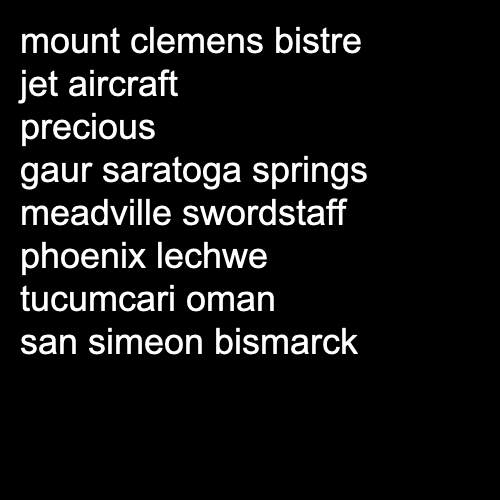 mount clemens bistre
jet aircraft
precious
gaur saratoga springs
meadville swordstaff
phoenix lechwe
tucumcari oman
san simeon bismarck